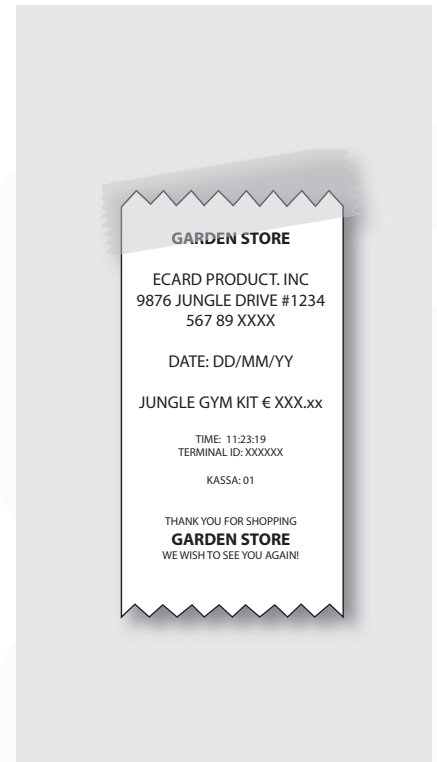 GARDEN STORE
ECARD PRODUCT. INC
9876 JUNGLE DRIVE #1234
567 89 XXXX
DATE: DD/MM/YY
JUNGLE GYM KIT € XXX.xx
TIME: 11:23:19
TERMINAL ID: XXXXXX
KASSA: 01
THANK YOU FOR SHOPPING
GARDEN STORE
WE WISH TO SEE YOU AGAIN!